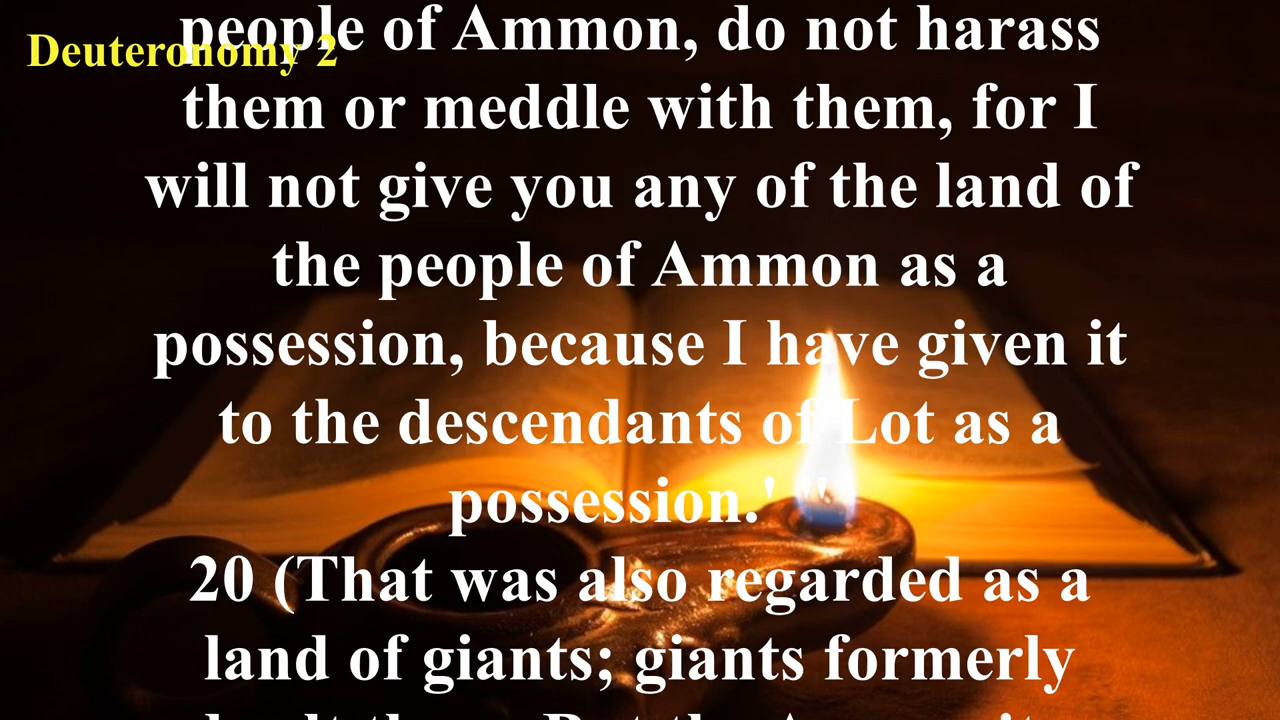 Deuteronomy 2
people of Ammon, do not harass
them or meddle with them, for I
will not give you any of the land of
the people of Ammon as a
possession, because I have given it
to the descendants of Lot as a
possession.' "
20 (That was also regarded as a
land of giants; giants formerly